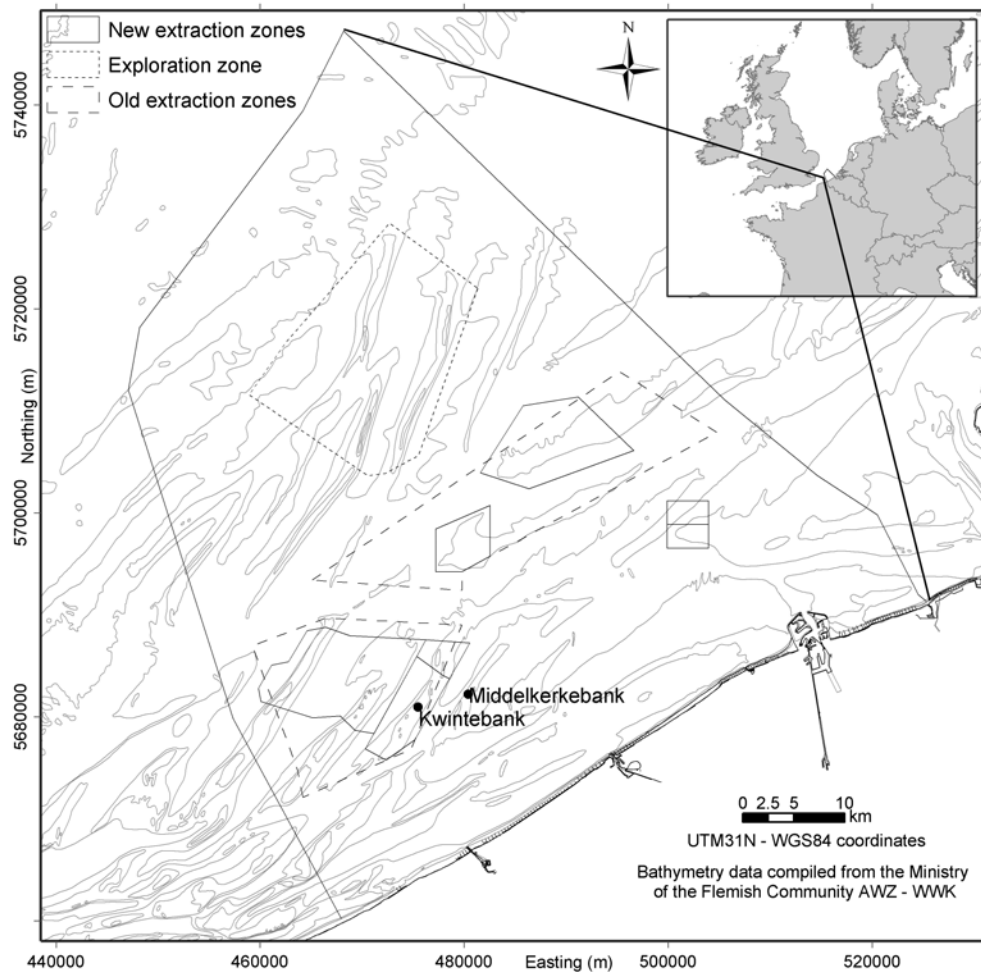 New extraction zones
Exploration zone
Old extraction zones
N
5740000
5720000
Northing (m)
5700000
5680000
Middelkerkebank
Kwintebank
0 2.5 5 10
km
UTM31N - WGS84 coordinates
Bathymetry data compiled from the Ministry
of the Flemish Community AWZ - WWK
440000 460000 480000 Easting (m) 500000 520000